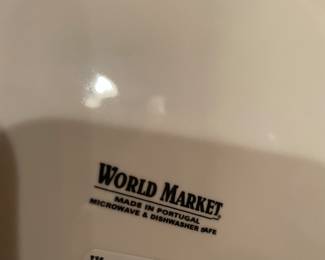 WORLD MARKET
MADE IN PORTUGAL
MICROWAVE & DISHWASHER SAFE